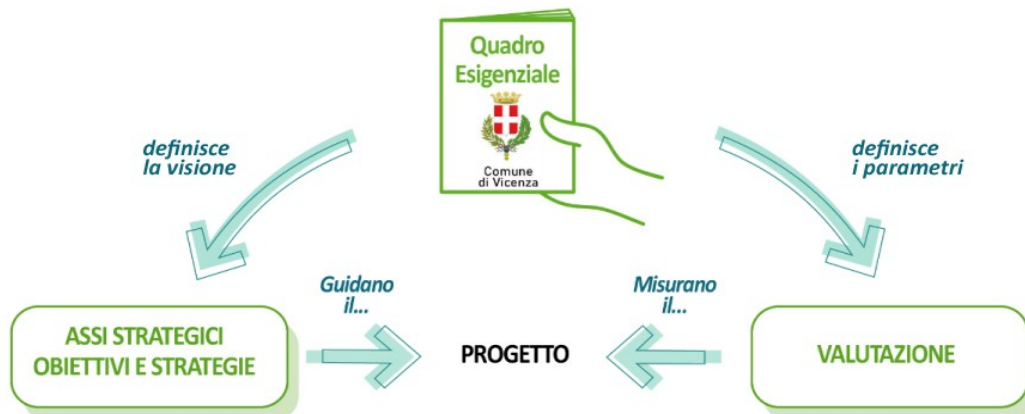 Quadro
Esigenziale
Comune
di Vicenza
definisce
la visione
definisce
i parametri
Guidano
il...
Misurano
il...
ASSI STRATEGICI
OBIETTIVI E STRATEGIE
PROGETTO
VALUTAZIONE